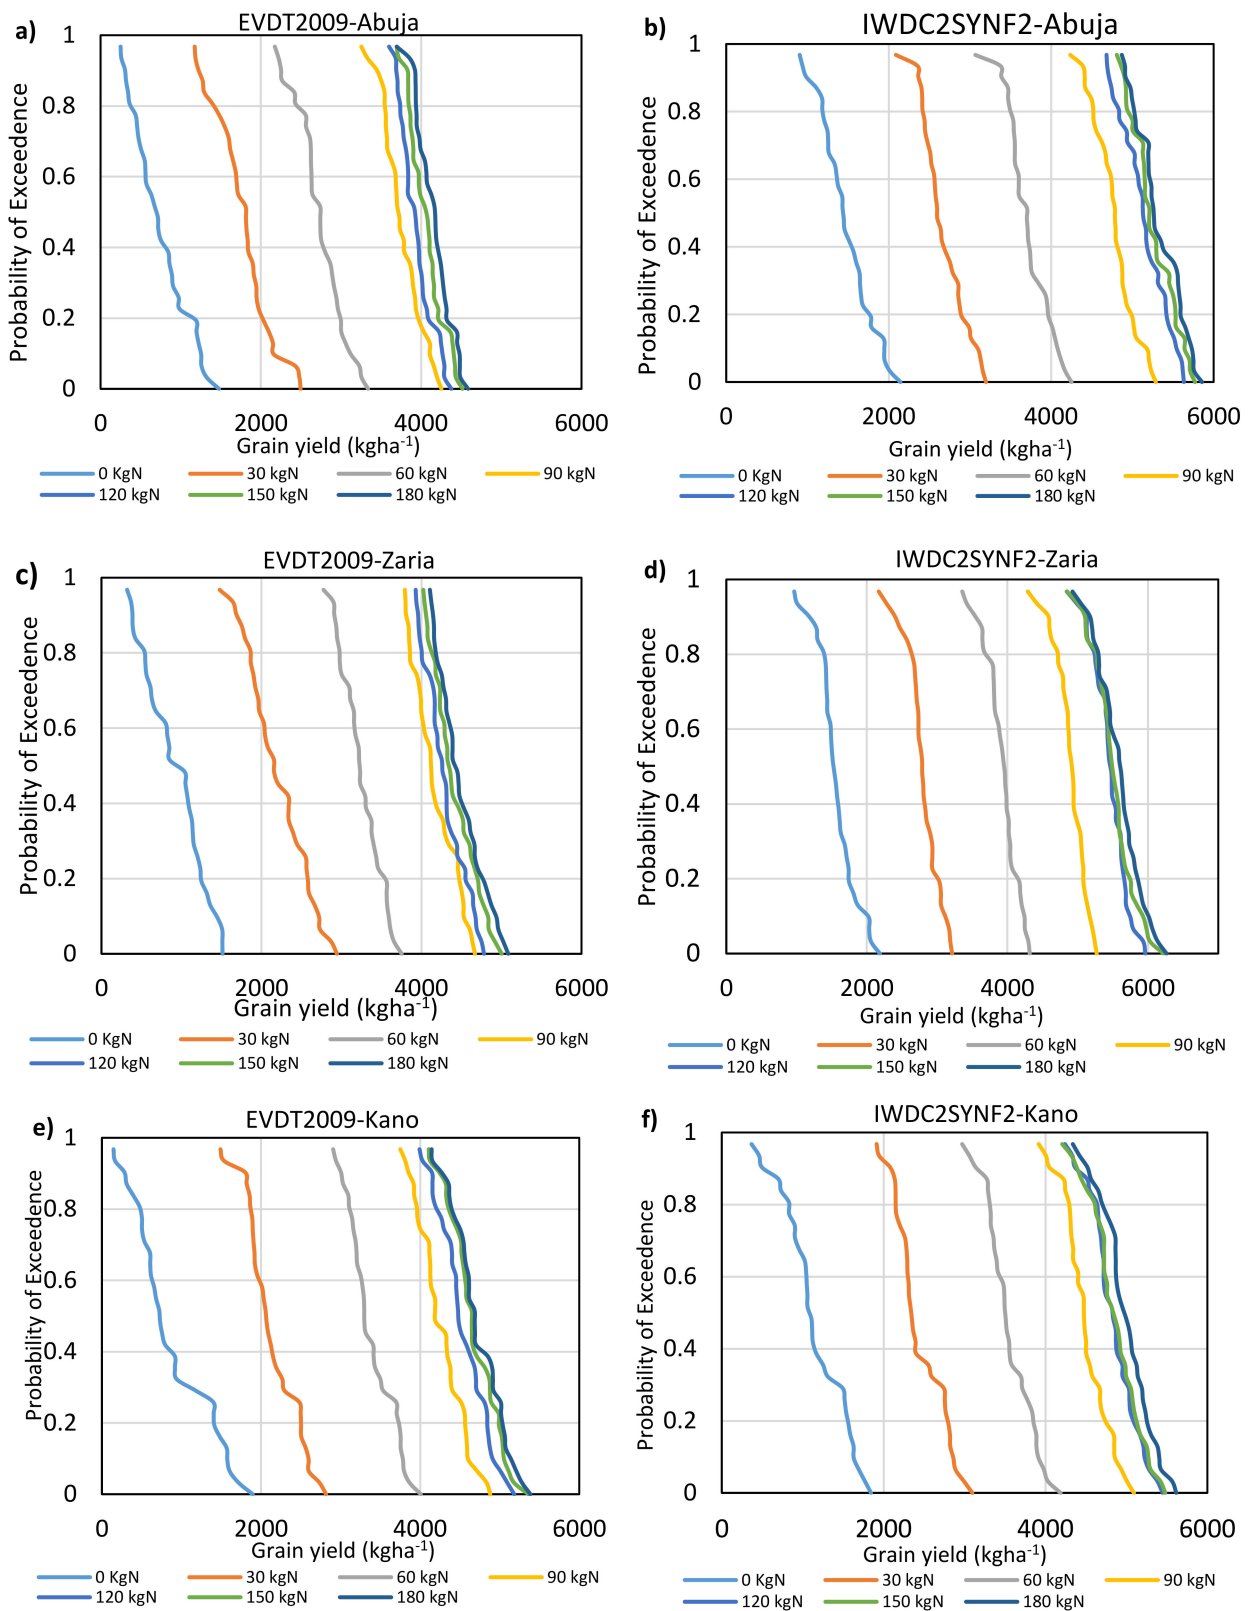 a)
EVDT2009-Abuja
Probability of Exceedence
1
0.8
0.6
0.4
0.2
0
0 2000 4000 6000
Grain yield (kgha⁻¹)
0 KgN 30 kgN 60 kgN 90 kgN
120 kgN 150 kgN 180 kgN
b)
IWDC2SYNF2-Abuja
Probability of Exceedence
1
0.8
0.6
0.4
0.2
0
0 2000 4000 6000
Grain yield (kgha⁻¹)
0 KgN 30 kgN 60 kgN 90 kgN
120 kgN 150 kgN 180 kgN
c)
EVDT2009-Zaria
Probability of Exceedence
1
0.8
0.6
0.4
0.2
0
0 2000 4000 6000
Grain yield (kgha⁻¹)
0 KgN 30 kgN 60 kgN 90 kgN
120 kgN 150 kgN 180 kgN
d)
IWDC2SYNF2-Zaria
Probability of Exceedence
1
0.8
0.6
0.4
0.2
0
0 2000 4000 6000
Grain yield (kgha⁻¹)
0 KgN 30 kgN 60 kgN 90 kgN
120 kgN 150 kgN 180 kgN
e)
EVDT2009-Kano
Probability of Exceedence
1
0.8
0.6
0.4
0.2
0
0 2000 4000 6000
Grain yield (kgha⁻¹)
0 KgN 30 kgN 60 kgN 90 kgN
120 kgN 150 kgN 180 kgN
f)
IWDC2SYNF2-Kano
Probability of Exceedence
1
0.8
0.6
0.4
0.2
0
0 2000 4000 6000
Grain yield (kgha⁻¹)
0 KgN 30 kgN 60 kgN 90 kgN
120 kgN 150 kgN 180 kgN